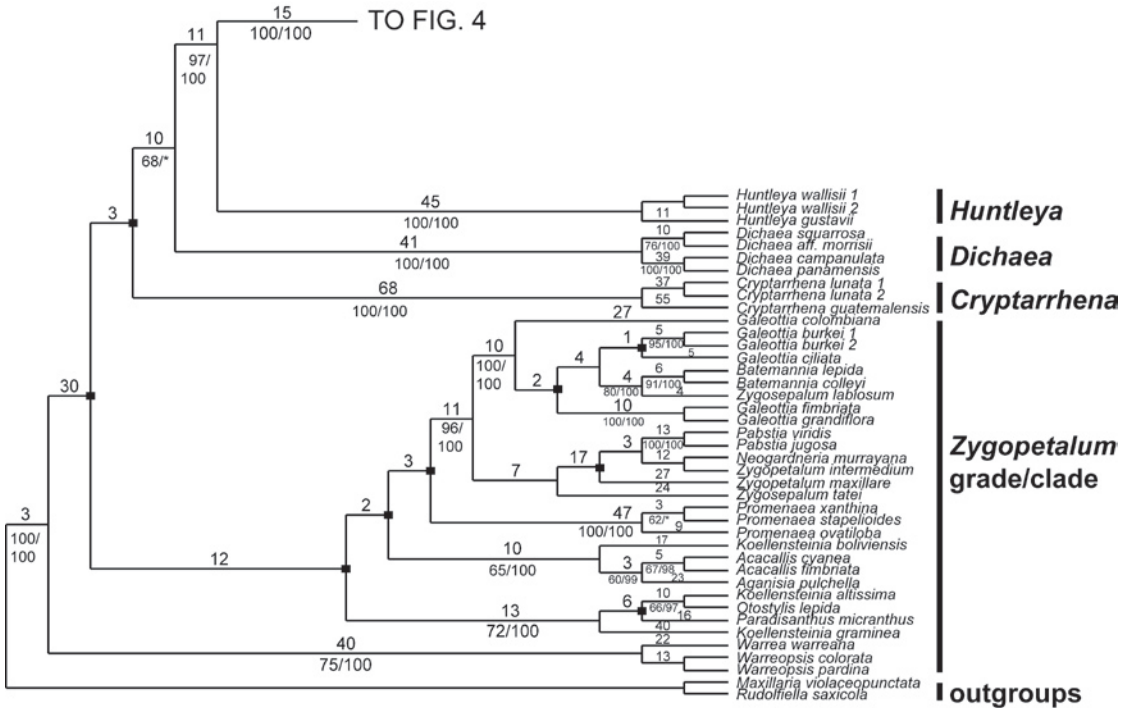 15
100/100
TO FIG. 4
11
97/
100
10
68/*
3
45
100/100
11
Huntleya wallisii 1
Huntleya wallisii 2
Huntleya gustavii
Huntleya
41
100/100
10
76/100
39
100/100
Dichaea squarrosa
Dichaea aff. morrisii
Dichaea campanulata
Dichaea panamensis
Dichaea
68
100/100
37
55
Cryptarrhena lunata 1
Cryptarrhena lunata 2
Cryptarrhena guatemalensis
Cryptarrhena
30
27
Galeottia colombiana
10
100/
100
1
5
95/100
5
Galeottia burkei 1
Galeottia burkei 2
Galeottia ciliata
4
2
4
80/100
6
91/100
4
Batemannia lepida
Batemannia colleyi
Zygosepalum labiosum
10
100/100
Galeottia fimbriata
Galeottia grandiflora
11
96/
100
13
100/100
3
12
17
27
7
24
Pabstia viridis
Pabstia jugosa
Neogardneria murrayana
Zygopetalum intermedium
Zygopetalum maxillare
Zygosepalum tatei
Zygopetalum
grade/clade
3
47
100/100
3
62/*
9
Promenaea xanthina
Promenaea stapelioides
Promenaea ovatiloba
2
10
65/100
17
3
60/99
5
67/98
23
Koellensteinia boliviensis
Acacallis cyanea
Acacallis fimbriata
Aganisia pulchella
3
100/
100
12
13
72/100
6
10
66/97
16
40
Koellensteinia altissima
Otostylis lepida
Paradisanthus micranthus
Koellensteinia graminea
40
75/100
22
13
Warrea warreana
Warreopsis colorata
Warreopsis pardina
Maxillaria violaceopunctata
Rudolfiella saxicola
outgroups